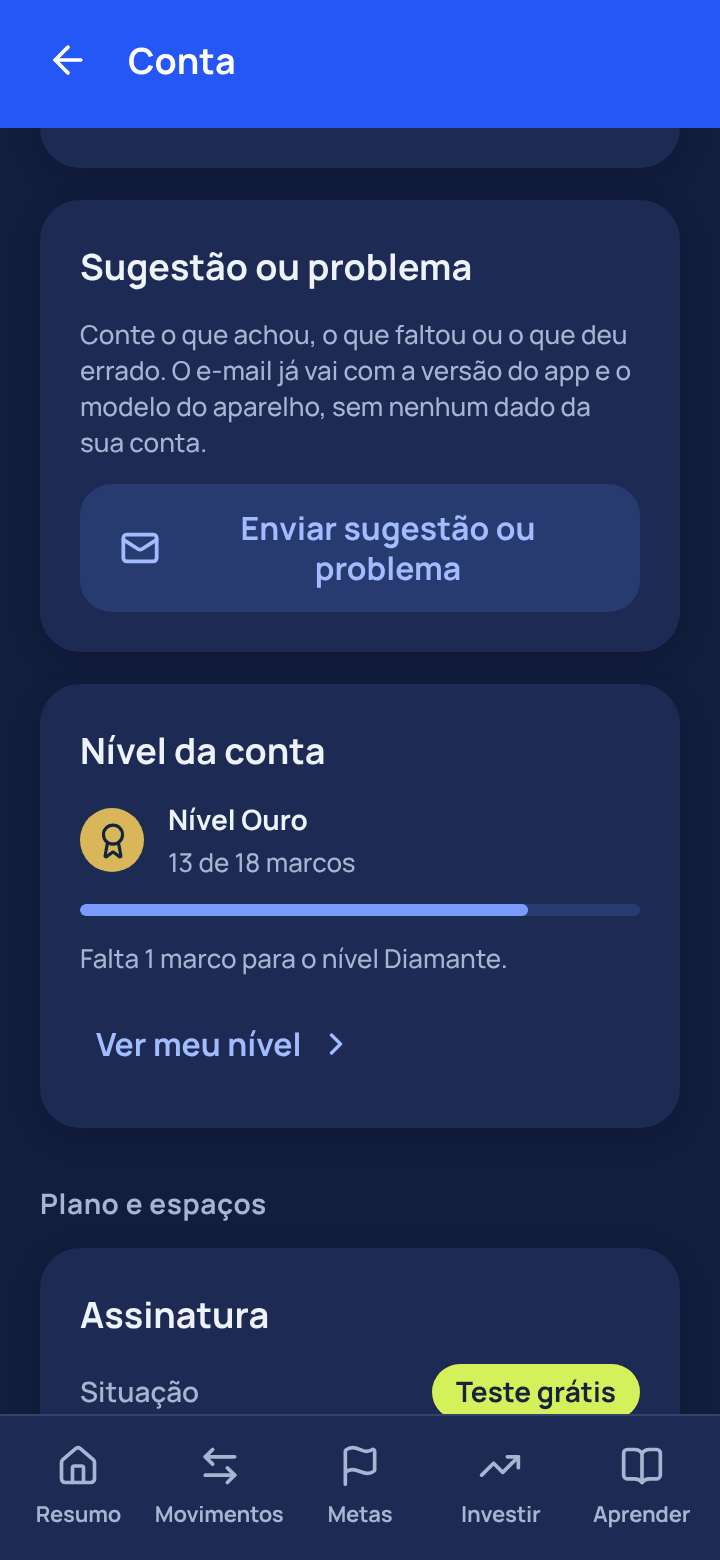 Conta
Sugestão ou problema
Conte o que achou, o que faltou ou o que deu
errado. O e-mail já vai com a versão do app e o
modelo do aparelho, sem nenhum dado da
sua conta.
Enviar sugestão ou
problema
Nível da conta
Nível Ouro
13 de 18 marcos
Falta 1 marco para o nível Diamante.
Ver meu nível
Plano e espaços
Assinatura
Situação
Teste grátis
Resumo
Movimentos
Metas
Investir
Aprender